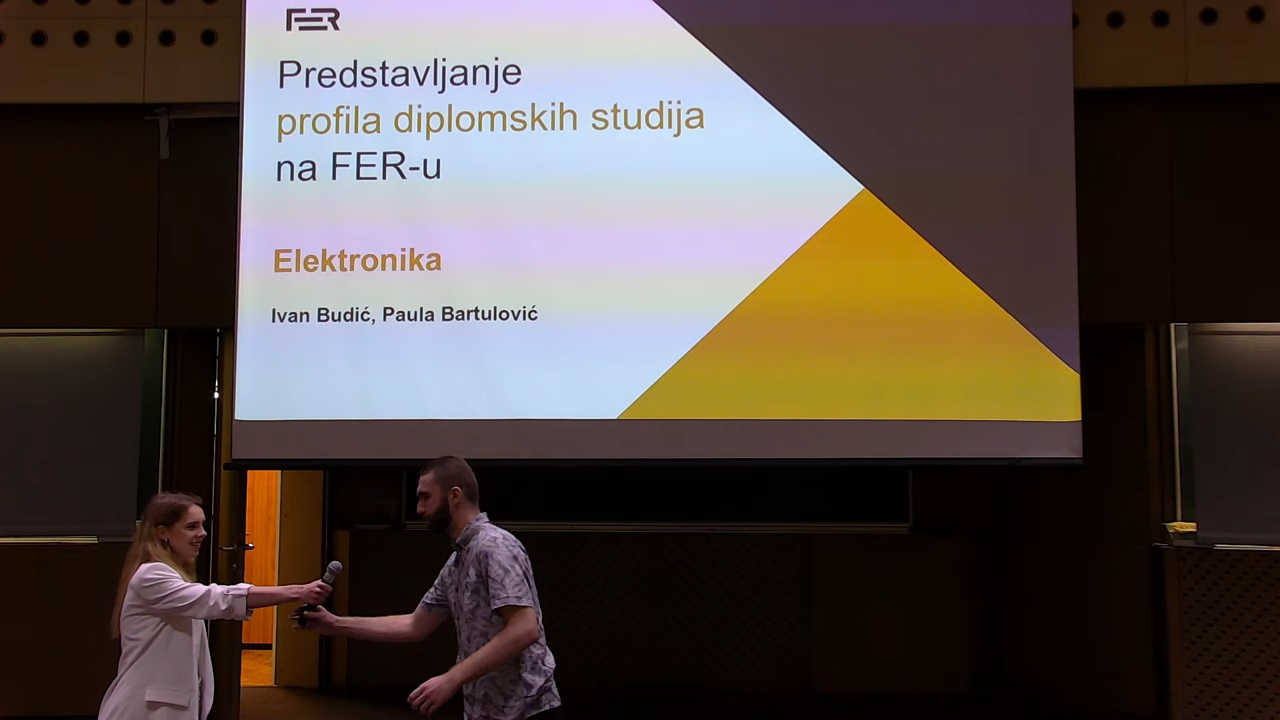 FER
Predstavljanje
profila diplomskih studija
na FER-u
Elektronika
Ivan Budić, Paula Bartulović